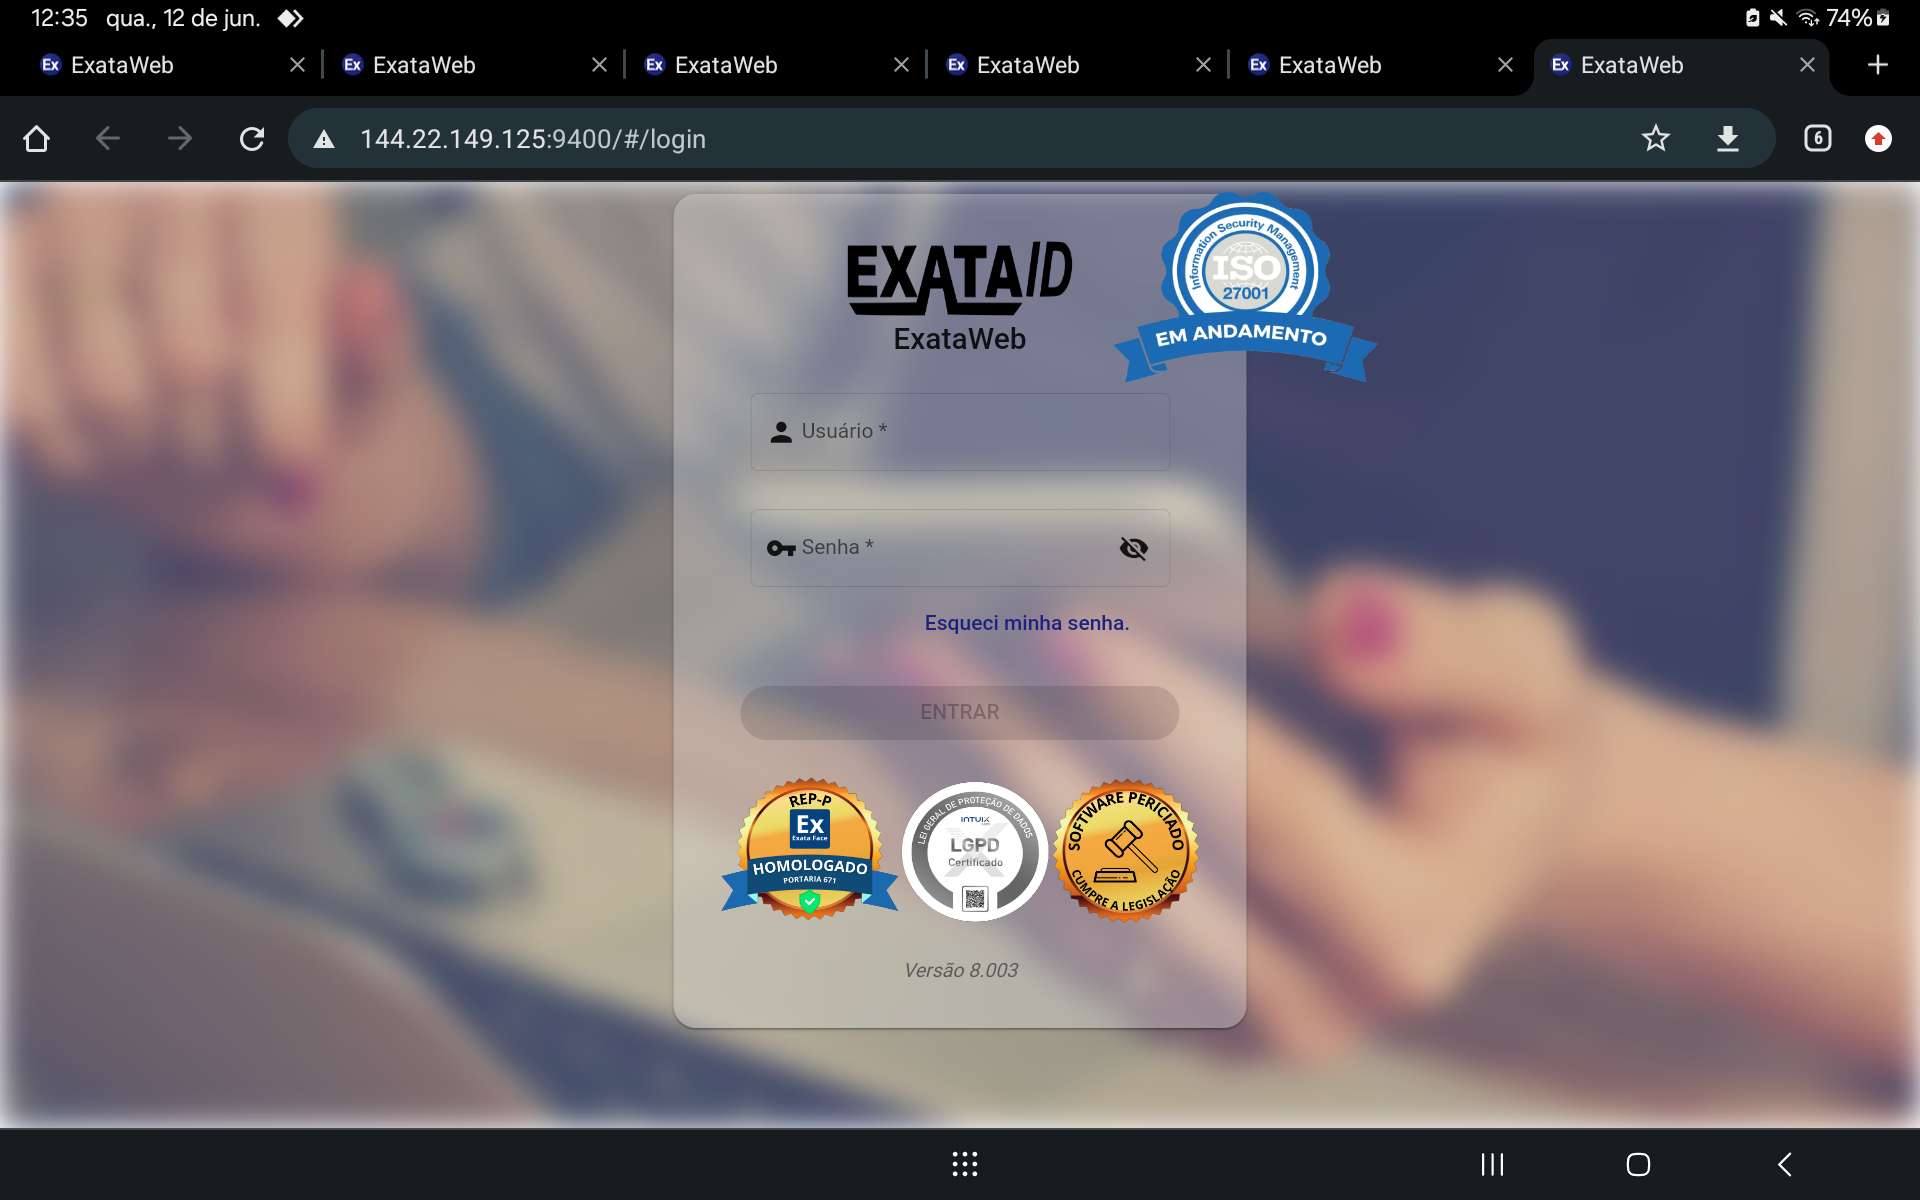 12:35 qua., 12 de jun.
74%
Ex ExataWeb
Ex ExataWeb
Ex ExataWeb
Ex ExataWeb
Ex ExataWeb
Ex ExataWeb
144.22.149.125:9400/#/login
6
EXATAID
ExataWeb
Information Security Management
ISO
27001
EM ANDAMENTO
Usuário *
Senha *
Esqueci minha senha.
ENTRAR
REP-P
Ex
Exata Face
HOMOLOGADO
PORTARIA 671
LEI GERAL DE PROTEÇÃO DE DADOS
INTUIX
LGPD
Certificado
SOFTWARE PERICIADO
CUMPRE A LEGISLAÇÃO
Versão 8.003